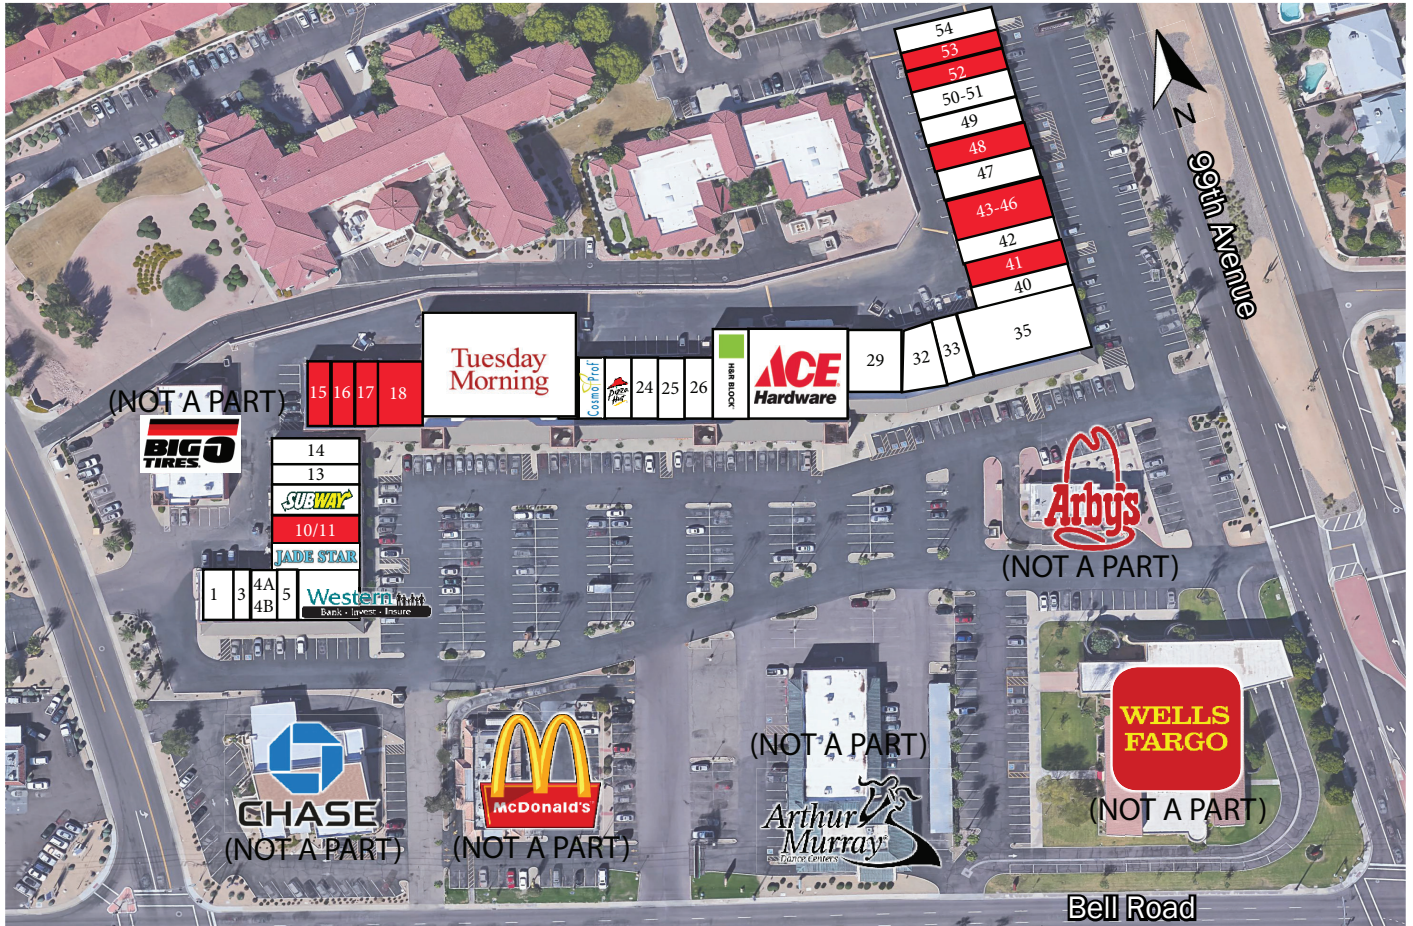 54
53
52
50-51
49
48
47
43-46
42
41
40
35
33
32
29
N
99th Avenue
15
16
17
18
Tuesday
Morning
CosmoProf
Pizza
Hut
24
25
26
H&R BLOCK
ACE
Hardware
(NOT A PART)
BIG O
TIRES
14
13
SUBWAY
10/11
JADE STAR
1
3
4A
4B
5
Western
Bank · Invest · Insure
Arby's
(NOT A PART)
CHASE
(NOT A PART)
McDonald's
(NOT A PART)
(NOT A PART)
Arthur
Murray
Dance Centers
WELLS
FARGO
(NOT A PART)
Bell Road